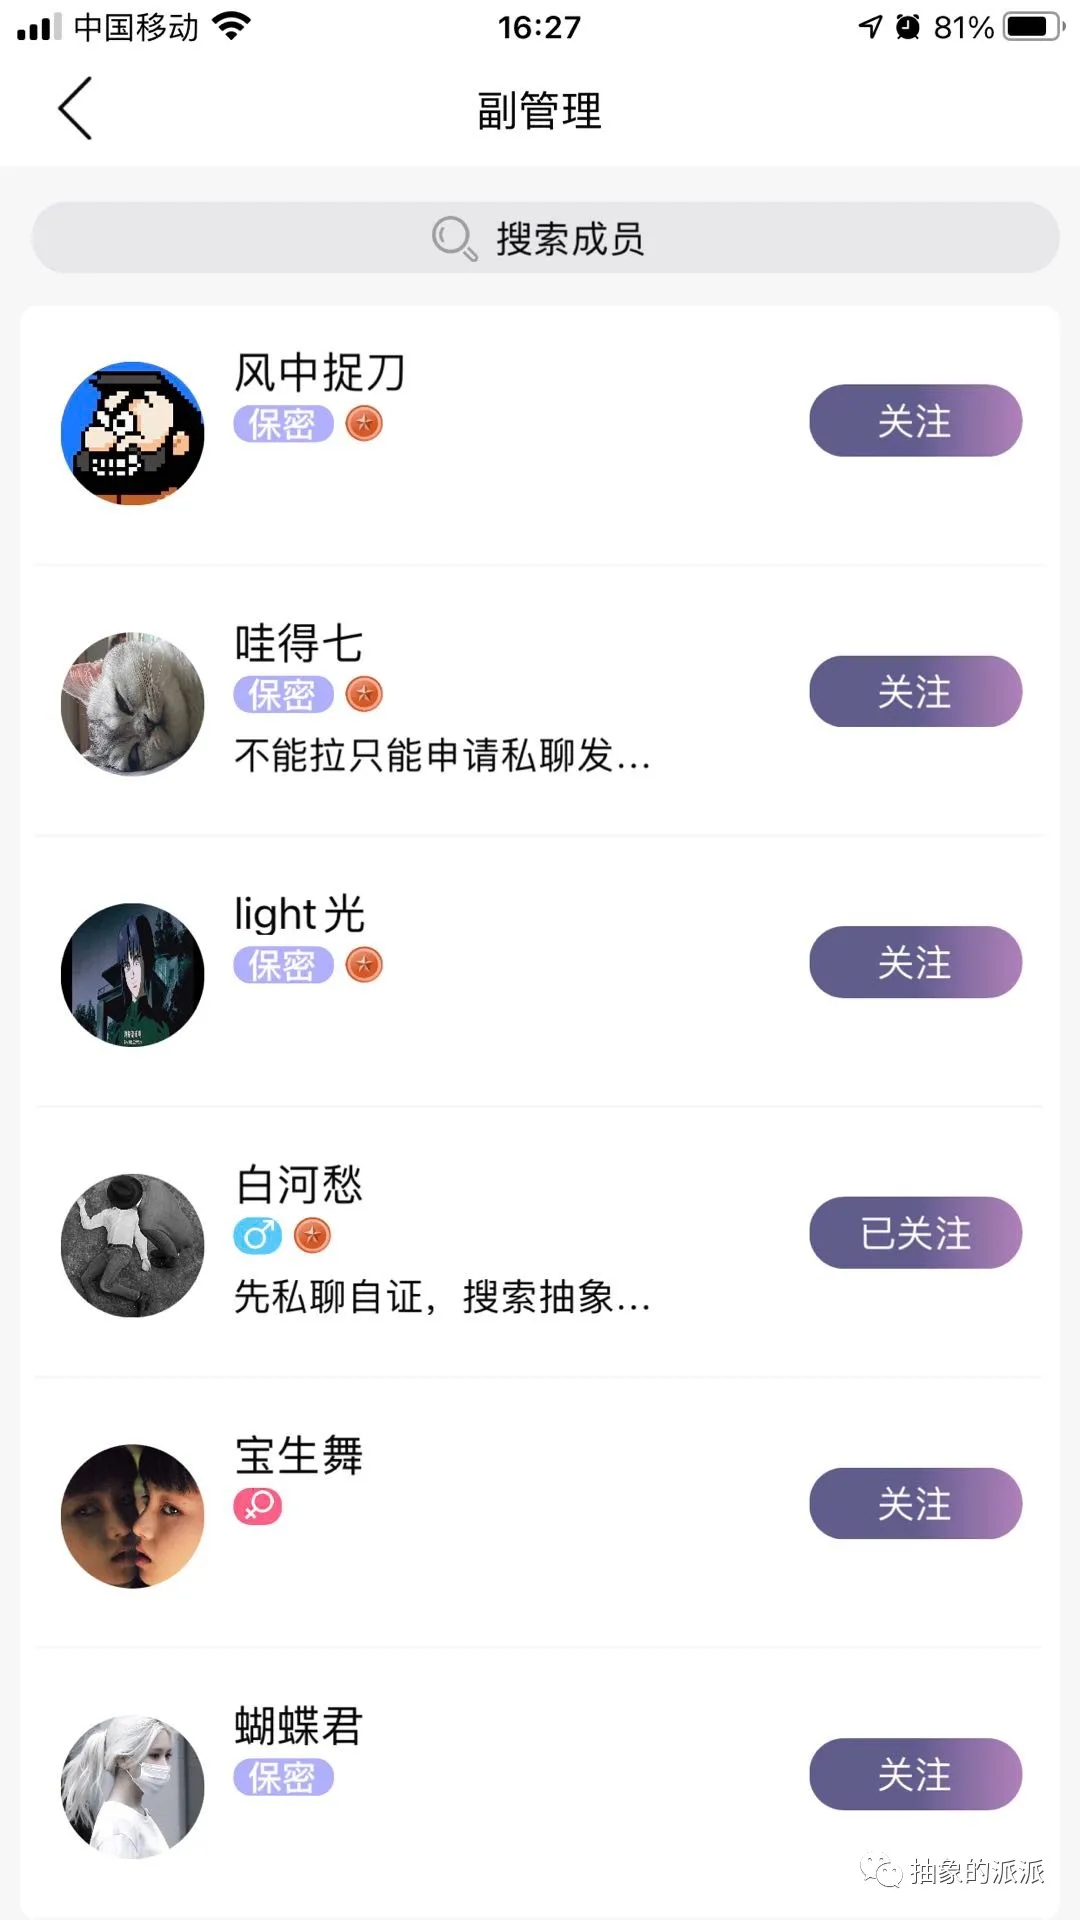 中国移动
16:27
81%
副管理
搜索成员
风中捉刀
保密
关注
哇得七
保密
关注
不能拉只能申请私聊发...
light光
保密
关注
白河愁
已关注
先私聊自证，搜索抽象...
宝生舞
关注
蝴蝶君
保密
关注
抽象的派派